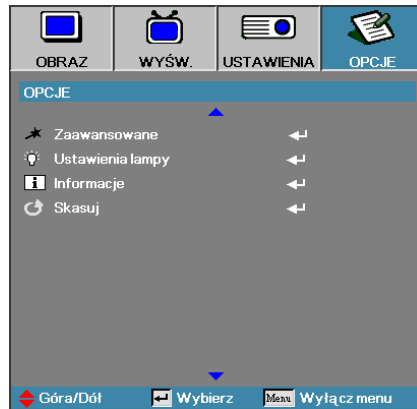 OBRAZ WYŚW. USTAWIENIA OPCJE
OPCJE
Zaawansowane
Ustawienia lampy
i Informacje
Skasuj
Góra/Dół Wybierz Menu Wyłącz menu